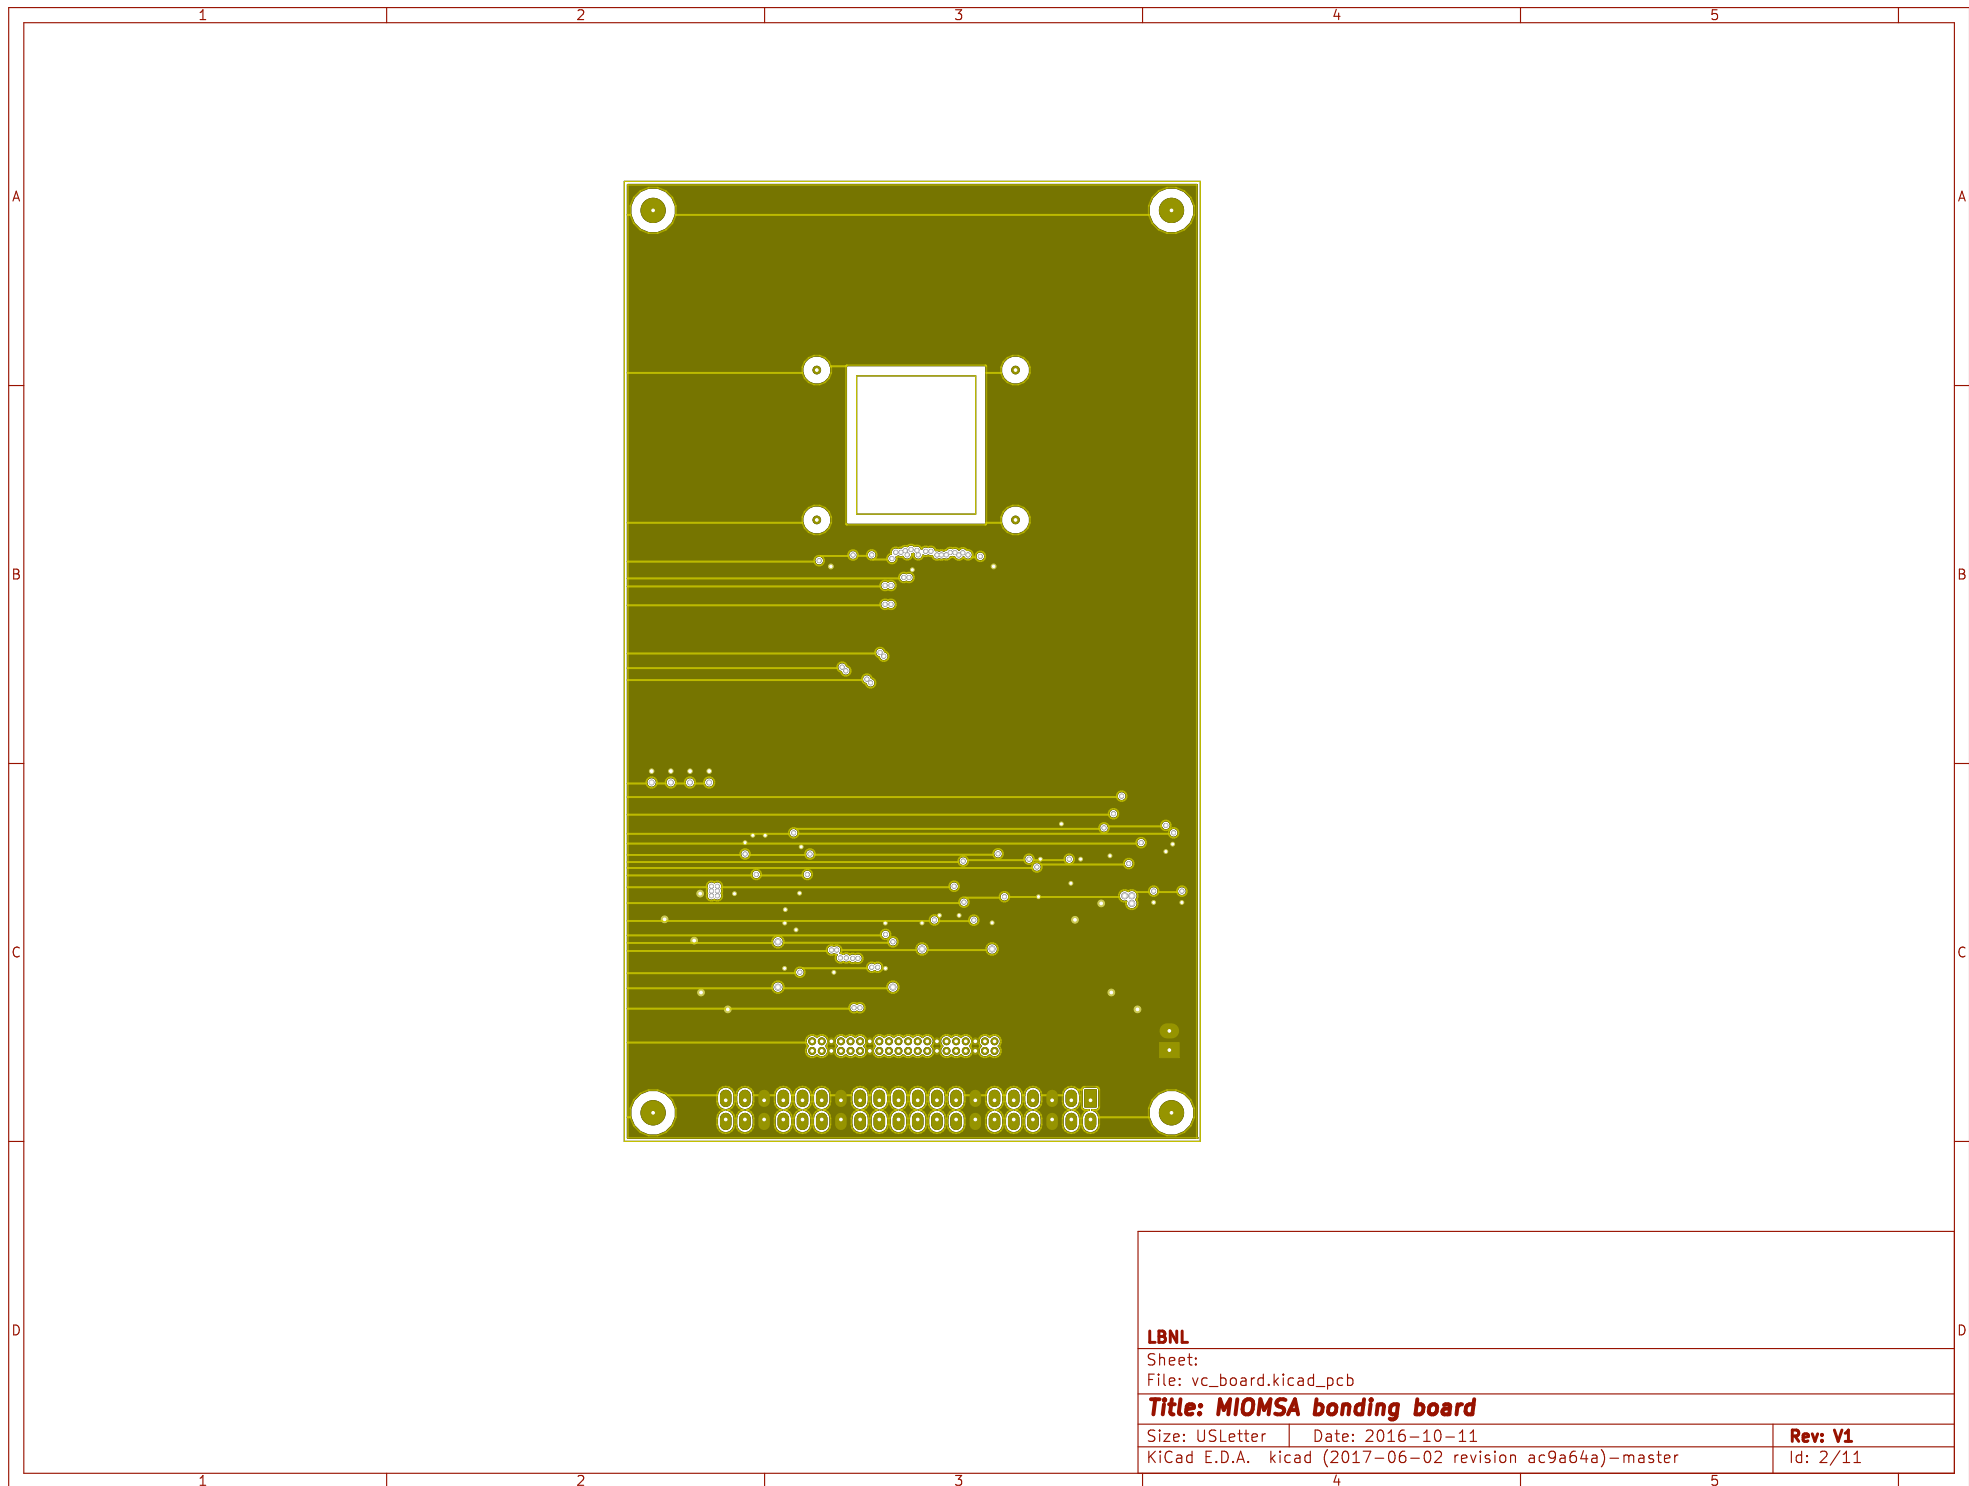 1 2 3 4 5
A A
B B
C C
D D
LBNL
Sheet:
File: vc_board.kicad_pcb
Title: MIOMSA bonding board
Size: USLetter Date: 2016-10-11 Rev: V1
KiCad E.D.A. kicad (2017-06-02 revision ac9a64a)-master Id: 2/11
1 2 3 4 5